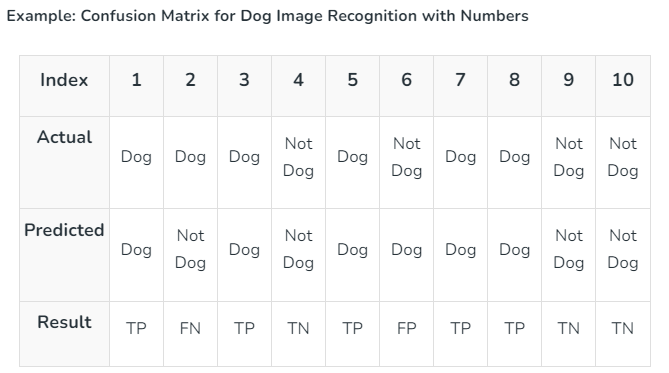 Example: Confusion Matrix for Dog Image Recognition with Numbers
Index 1 2 3 4 5 6 7 8 9 10
Actual Dog Dog Dog Not Dog Dog Not Dog Dog Dog Not Dog Not Dog
Predicted Dog Not Dog Dog Not Dog Dog Dog Dog Dog Not Dog Not Dog
Result TP FN TP TN TP FP TP TP TN TN